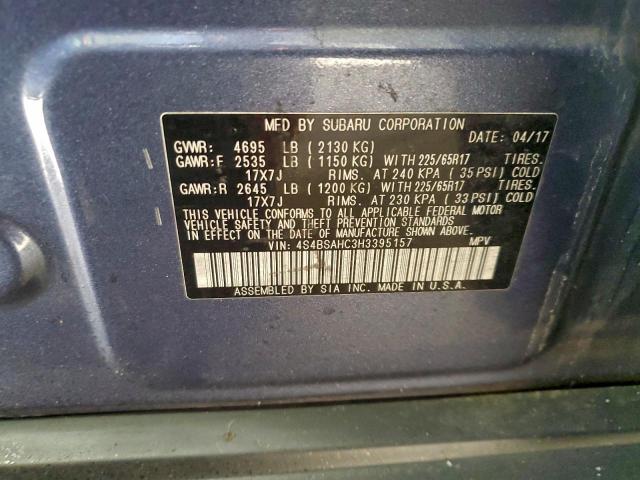 MFD BY SUBARU CORPORATION
DATE: 04/17
GVWR: 4695 LB (2130 KG)
GAWR:F 2535 LB (1150 KG) WITH 225/65R17 TIRES.
17X7J RIMS. AT 240 KPA (35 PSI) COLD
GAWR:R 2645 LB (1200 KG) WITH 225/65R17 TIRES.
17X7J RIMS. AT 230 KPA (33 PSI) COLD
THIS VEHICLE CONFORMS TO ALL APPLICABLE FEDERAL MOTOR
VEHICLE SAFETY AND THEFT PREVENTION STANDARDS
IN EFFECT ON THE DATE OF MANUFACTURE SHOWN ABOVE.
VIN: 4S4BSAHC3H3395157 MPV
ASSEMBLED BY SIA INC. MADE IN U.S.A.